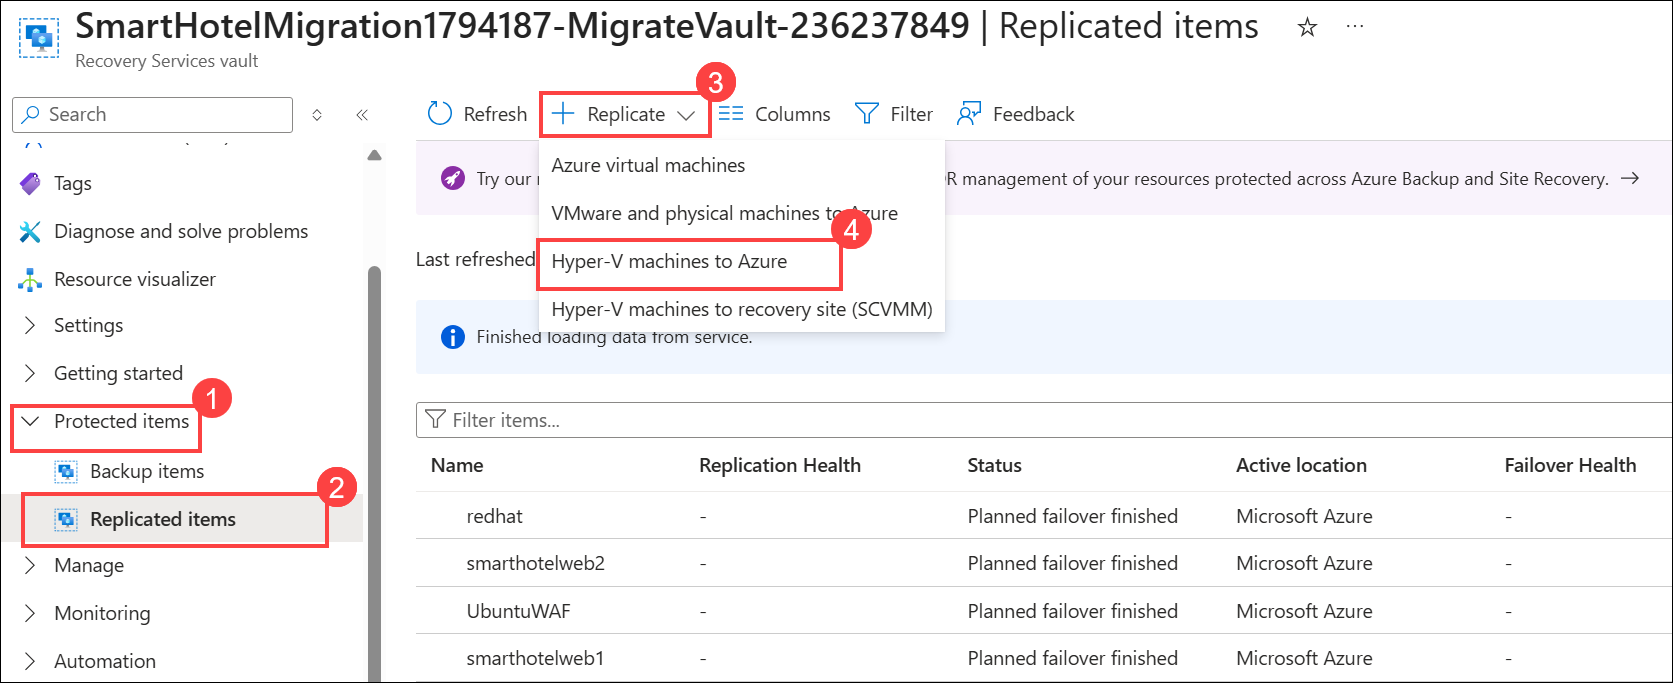 SmartHotelMigration1794187-MigrateVault-236237849 | Replicated items
Recovery Services vault
Search
Refresh
Replicate
3
Columns
Filter
Feedback
Tags
Diagnose and solve problems
Resource visualizer
Settings
Getting started
Protected items
1
Backup items
Replicated items
2
Manage
Monitoring
Automation
Azure virtual machines
VMware and physical machines to Azure
Hyper-V machines to Azure
4
Hyper-V machines to recovery site (SCVMM)
Try our
R management of your resources protected across Azure Backup and Site Recovery.
Last refreshed
Finished loading data from service.
Filter items...
Name Replication Health Status Active location Failover Health
redhat - Planned failover finished Microsoft Azure -
smarthotelweb2 - Planned failover finished Microsoft Azure -
UbuntuWAF - Planned failover finished Microsoft Azure -
smarthotelweb1 - Planned failover finished Microsoft Azure -